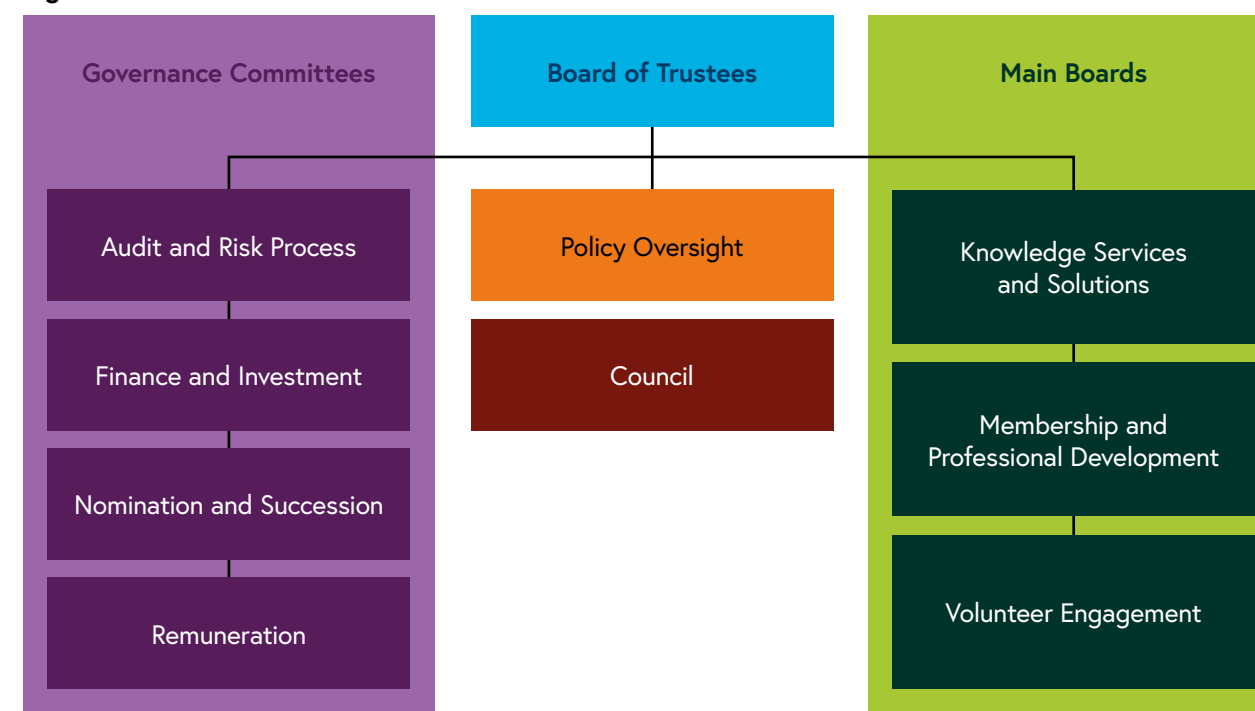 Governance Committees
Board of Trustees
Main Boards
Audit and Risk Process
Finance and Investment
Nomination and Succession
Remuneration
Policy Oversight
Council
Knowledge Services
and Solutions
Membership and
Professional Development
Volunteer Engagement